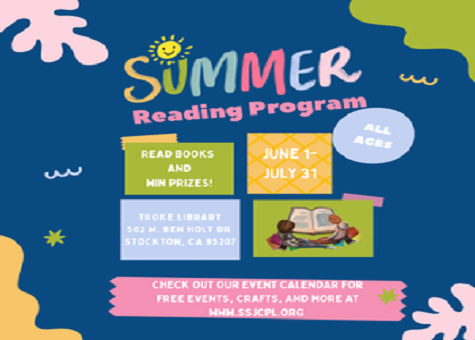 SUMMER
Reading Program
ALL
AGES
READ BOOKS
AND
WIN PRIZES!
JUNE 1-
JULY 31
TROKE LIBRARY
502 W. BEN HOLT DR
STOCKTON, CA 95207
CHECK OUT OUR EVENT CALENDAR FOR
FREE EVENTS, CRAFTS, AND MORE AT
WWW.SSJCPL.ORG